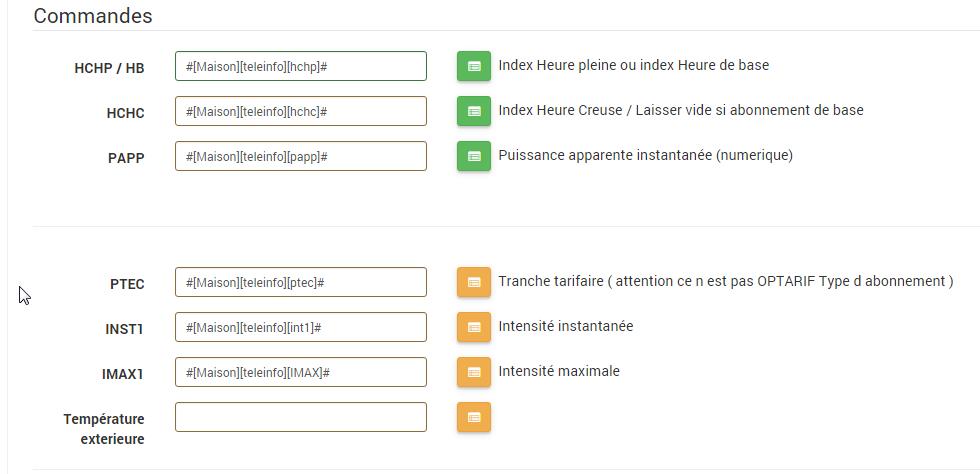 Commandes
HCHP / HB #[Maison][teleinfo][hchp]# Index Heure pleine ou index Heure de base
HCHC #[Maison][teleinfo][hchc]# Index Heure Creuse / Laisser vide si abonnement de base
PAPP #[Maison][teleinfo][papp]# Puissance apparente instantanée (numerique)
PTEC #[Maison][teleinfo][ptec]# Tranche tarifaire ( attention ce n est pas OPTARIF Type d abonnement )
INST1 #[Maison][teleinfo][int1]# Intensité instantanée
IMAX1 #[Maison][teleinfo][IMAX]# Intensité maximale
Température
exterieure